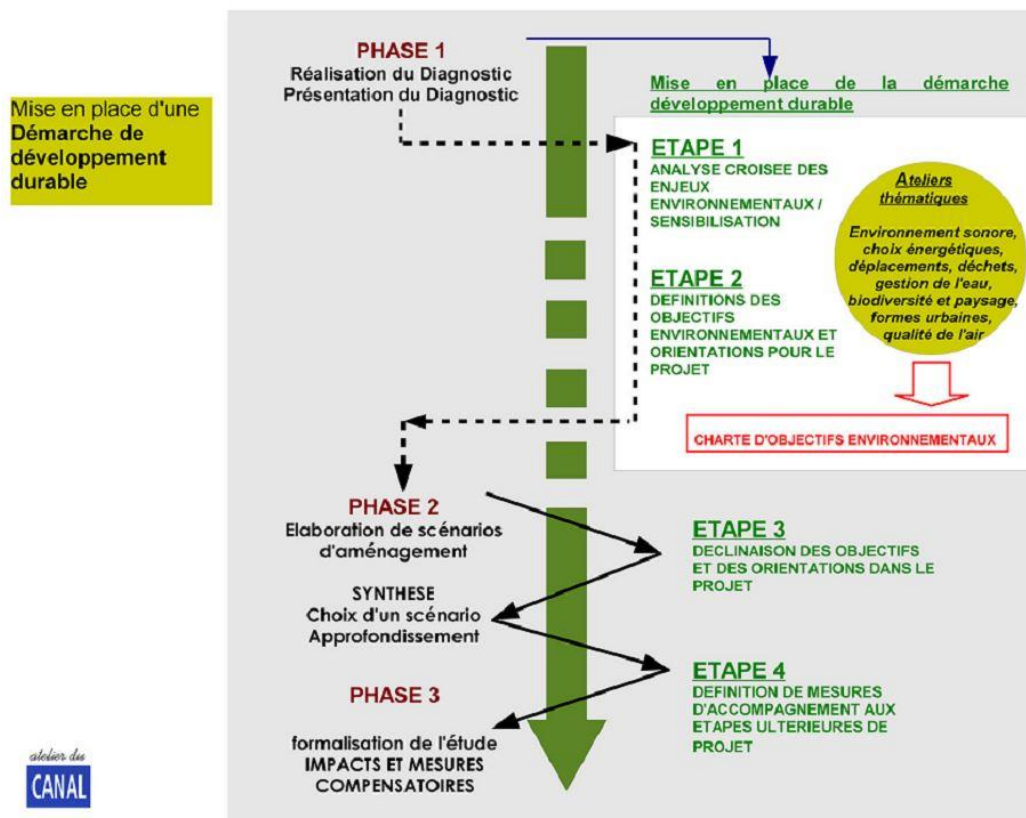 Mise en place d'une
Démarche de
développement
durable
PHASE 1
Réalisation du Diagnostic
Présentation du Diagnostic
Mise en place de la démarche
développement durable
ETAPE 1
ANALYSE CROISEE DES
ENJEUX
ENVIRONNEMENTAUX /
SENSIBILISATION
ETAPE 2
DEFINITIONS DES
OBJECTIFS
ENVIRONNEMENTAUX ET
ORIENTATIONS POUR LE
PROJET
Ateliers
thématiques
Environnement sonore,
choix énergétiques,
déplacements, déchets,
gestion de l'eau,
biodiversité et paysage,
formes urbaines,
qualité de l'air
CHARTE D'OBJECTIFS ENVIRONNEMENTAUX
PHASE 2
Elaboration de scénarios
d'aménagement
SYNTHESE
Choix d'un scénario
Approfondissement
ETAPE 3
DECLINAISON DES OBJECTIFS
ET DES ORIENTATIONS DANS LE
PROJET
PHASE 3
formalisation de l'étude
IMPACTS ET MESURES
COMPENSATOIRES
ETAPE 4
DEFINITION DE MESURES
D'ACCOMPAGNEMENT AUX
ETAPES ULTERIEURES DE
PROJET
atelier du
CANAL